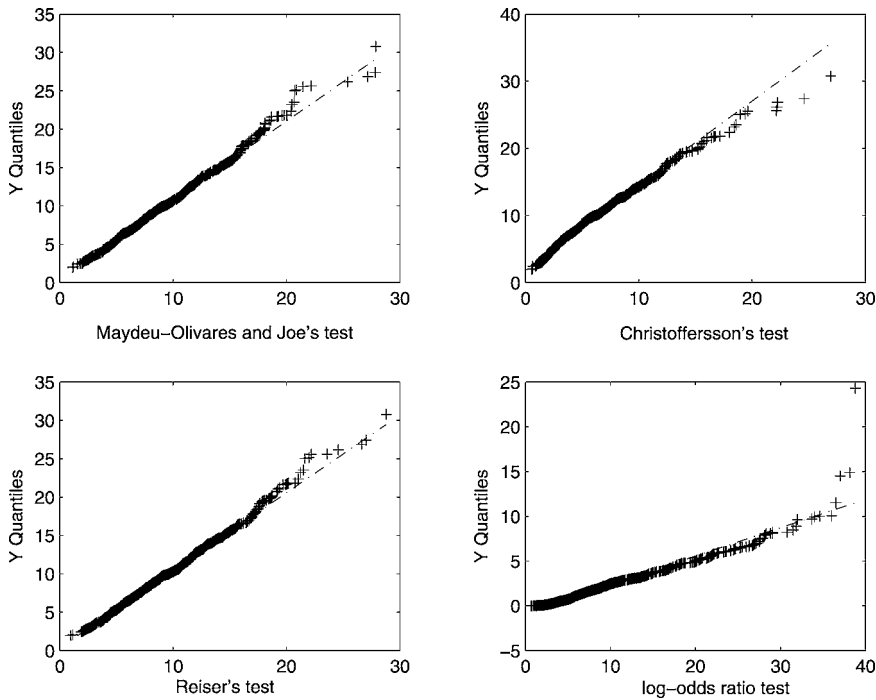 35
30
25
20
15
10
5
0
Y Quantiles
0 10 20 30
Maydeu−Olivares and Joe's test
40
30
20
10
0
Y Quantiles
0 10 20 30
Christoffersson's test
35
30
25
20
15
10
5
0
Y Quantiles
0 10 20 30
Reiser's test
25
20
15
10
5
0
−5
Y Quantiles
0 10 20 30 40
log−odds ratio test